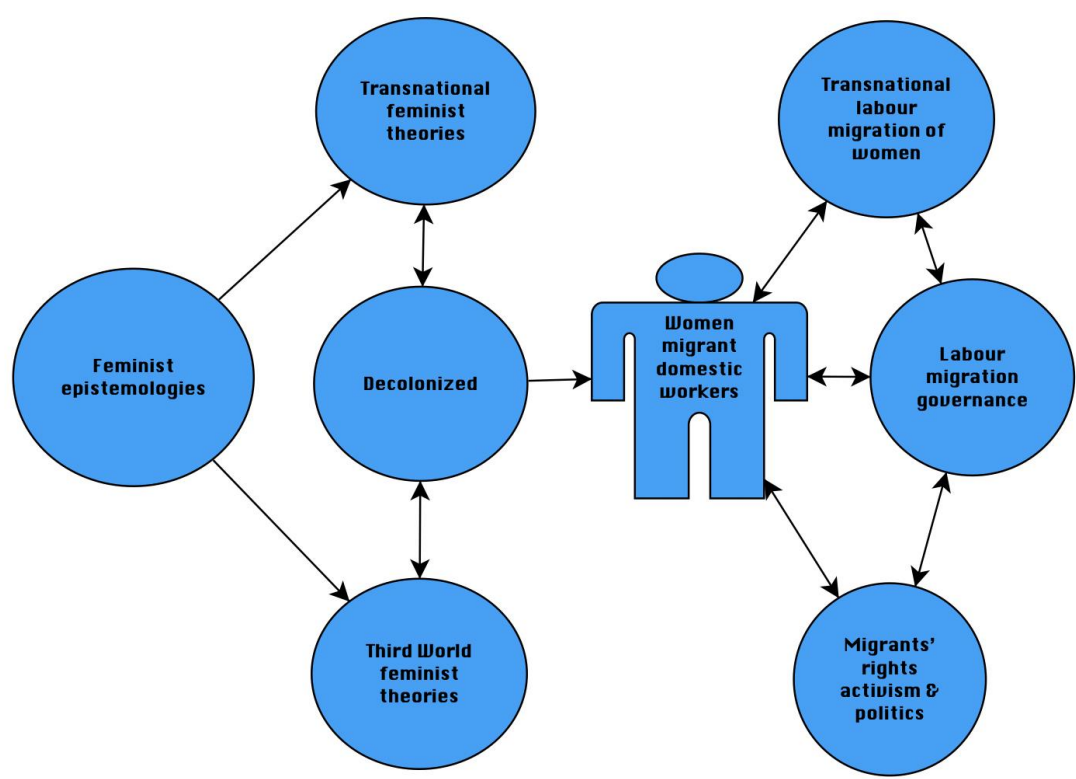 Transnational
feminist
theories
Transnational
labour
migration of
women
Feminist
epistemologies
Decolonized
Women
migrant
domestic
workers
Labour
migration
governance
Third World
feminist
theories
Migrants'
rights
activism &
politics